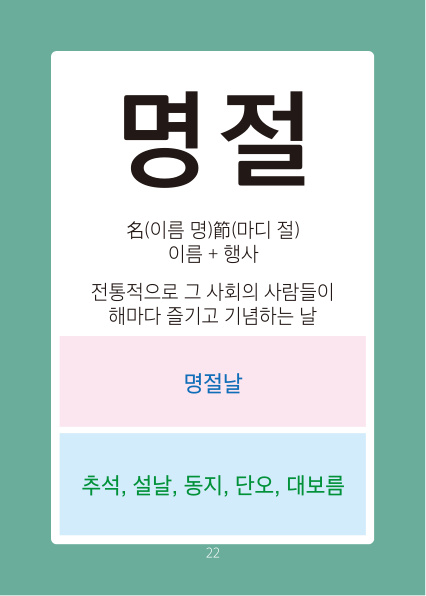 명절
名(이름 명)節(마디 절)
이름 + 행사
전통적으로 그 사회의 사람들이
해마다 즐기고 기념하는 날
명절날
추석, 설날, 동지, 단오, 대보름
22